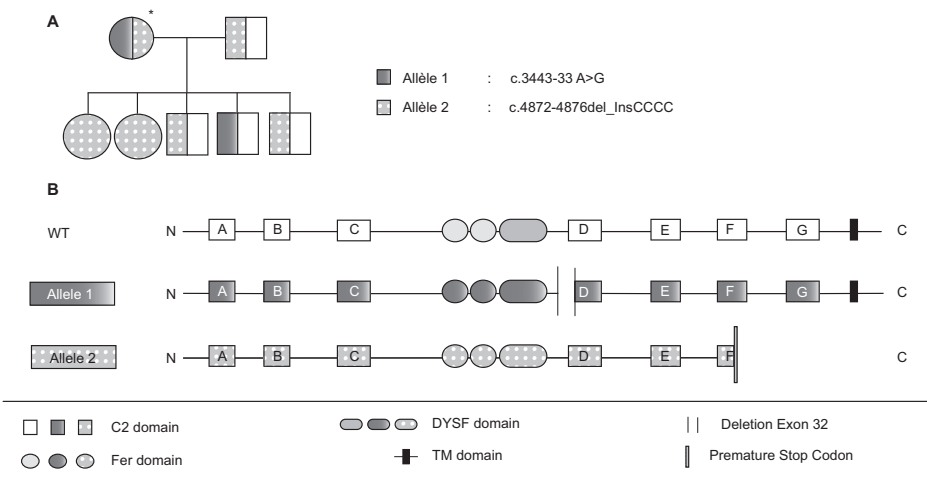 A
*
Allèle 1 : c.3443-33 A>G
Allèle 2 : c.4872-4876del_InsCCCC
B
WT N A B C D E F G C
Allele 1 N A B C D E F G C
Allele 2 N A B C D E F C
C2 domain DYSF domain Deletion Exon 32
Fer domain TM domain Premature Stop Codon